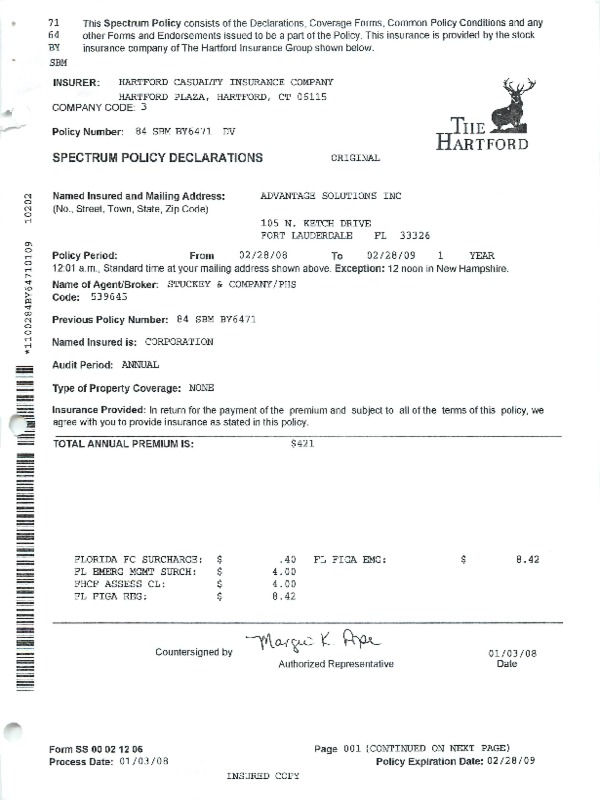 71 This Spectrum Policy consists of the Declarations, Coverage Forms, Common Policy Conditions and any
64 other Forms and Endorsements issued to be a part of the Policy. This insurance is provided by the stock
BY insurance company of The Hartford Insurance Group shown below.
SBM
INSURER: HARTFORD CASUALTY INSURANCE COMPANY
HARTFORD PLAZA, HARTFORD, CT 06115
COMPANY CODE: 3
Policy Number: 84 SBM BY6471 DV
THE
HARTFORD
SPECTRUM POLICY DECLARATIONS ORIGINAL
Named Insured and Mailing Address: ADVANTAGE SOLUTIONS INC
(No., Street, Town, State, Zip Code)
105 N. KETCH DRIVE
FORT LAUDERDALE FL 33326
Policy Period: From 02/28/08 To 02/28/09 1 YEAR
12:01 a.m., Standard time at your mailing address shown above. Exception: 12 noon in New Hampshire.
Name of Agent/Broker: STUCKEY & COMPANY/PHS
Code: 539645
Previous Policy Number: 84 SBM BY6471
Named Insured is: CORPORATION
Audit Period: ANNUAL
Type of Property Coverage: NONE
Insurance Provided: In return for the payment of the premium and subject to all of the terms of this policy, we
agree with you to provide insurance as stated in this policy.
TOTAL ANNUAL PREMIUM IS: $421
FLORIDA FC SURCHARGE: $ .40 FL FIGA EMG: $ 8.42
FL EMERG MGMT SURCH: $ 4.00
FHCF ASSESS CL: $ 4.00
FL FIGA REG: $ 8.42
Margie K. Ape
Countersigned by
Authorized Representative
01/03/08
Date
Form SS 00 02 12 06 Page 001 (CONTINUED ON NEXT PAGE)
Process Date: 01/03/08 Policy Expiration Date: 02/28/09
INSURED COPY
*1100284BY64710109 10202